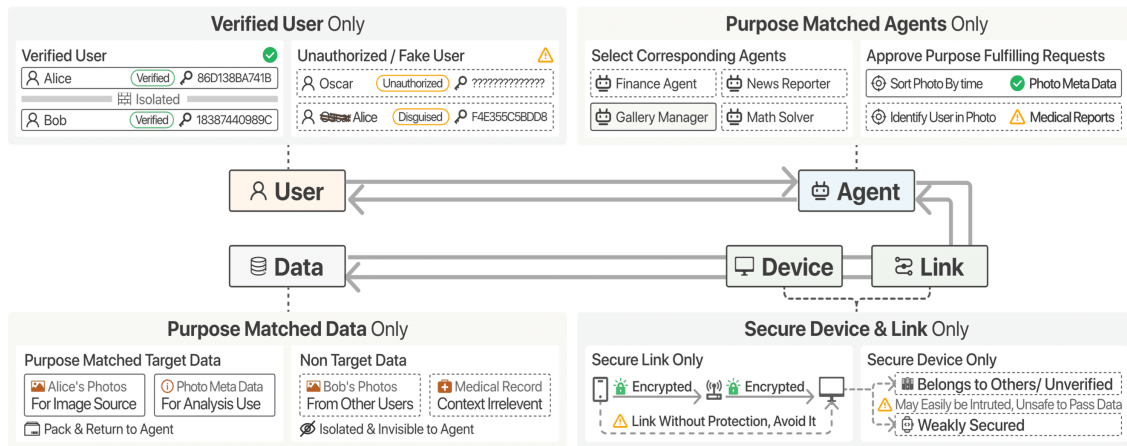 Verified User Only
Verified User
Alice Verified 86D138BA741B
Isolated
Bob Verified 18387440989C
Unauthorized / Fake User
Oscar Unauthorized ??????????????
Oscar Alice Disguised F4E355C5BDD8
Purpose Matched Agents Only
Select Corresponding Agents
Finance Agent News Reporter
Gallery Manager Math Solver
Approve Purpose Fulfilling Requests
Sort Photo By time Photo Meta Data
Identify User in Photo Medical Reports
User
Agent
Data
Device
Link
Purpose Matched Data Only
Purpose Matched Target Data
Alice's Photos
For Image Source
Photo Meta Data
For Analysis Use
Pack & Return to Agent
Non Target Data
Bob's Photos
From Other Users
Medical Record
Context Irrelevent
Isolated & Invisible to Agent
Secure Device & Link Only
Secure Link Only
Encrypted Encrypted
Link Without Protection, Avoid It
Secure Device Only
Belongs to Others/ Unverified
May Easily be Intruted, Unsafe to Pass Data
Weakly Secured